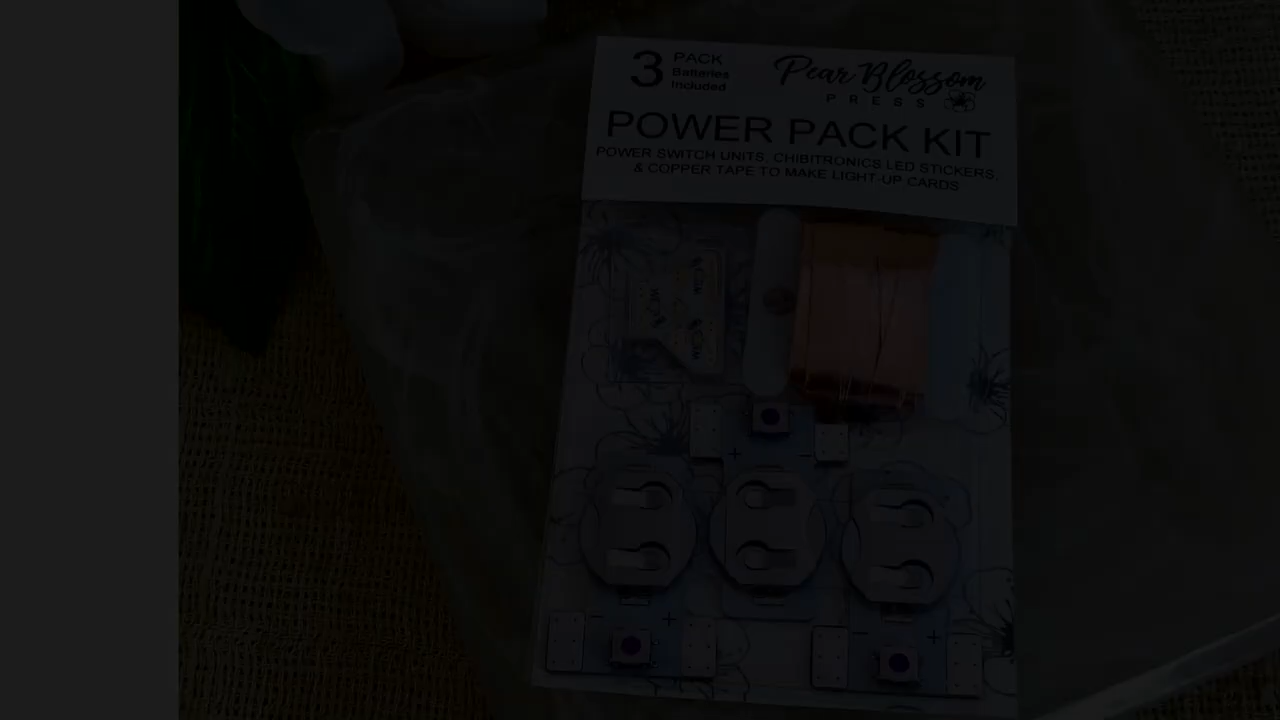 3 PACK
Batteries
Included
Pear Blossom
PRESS
POWER PACK KIT
POWER SWITCH UNITS, CHIBITRONICS LED STICKERS,
& COPPER TAPE TO MAKE LIGHT-UP CARDS